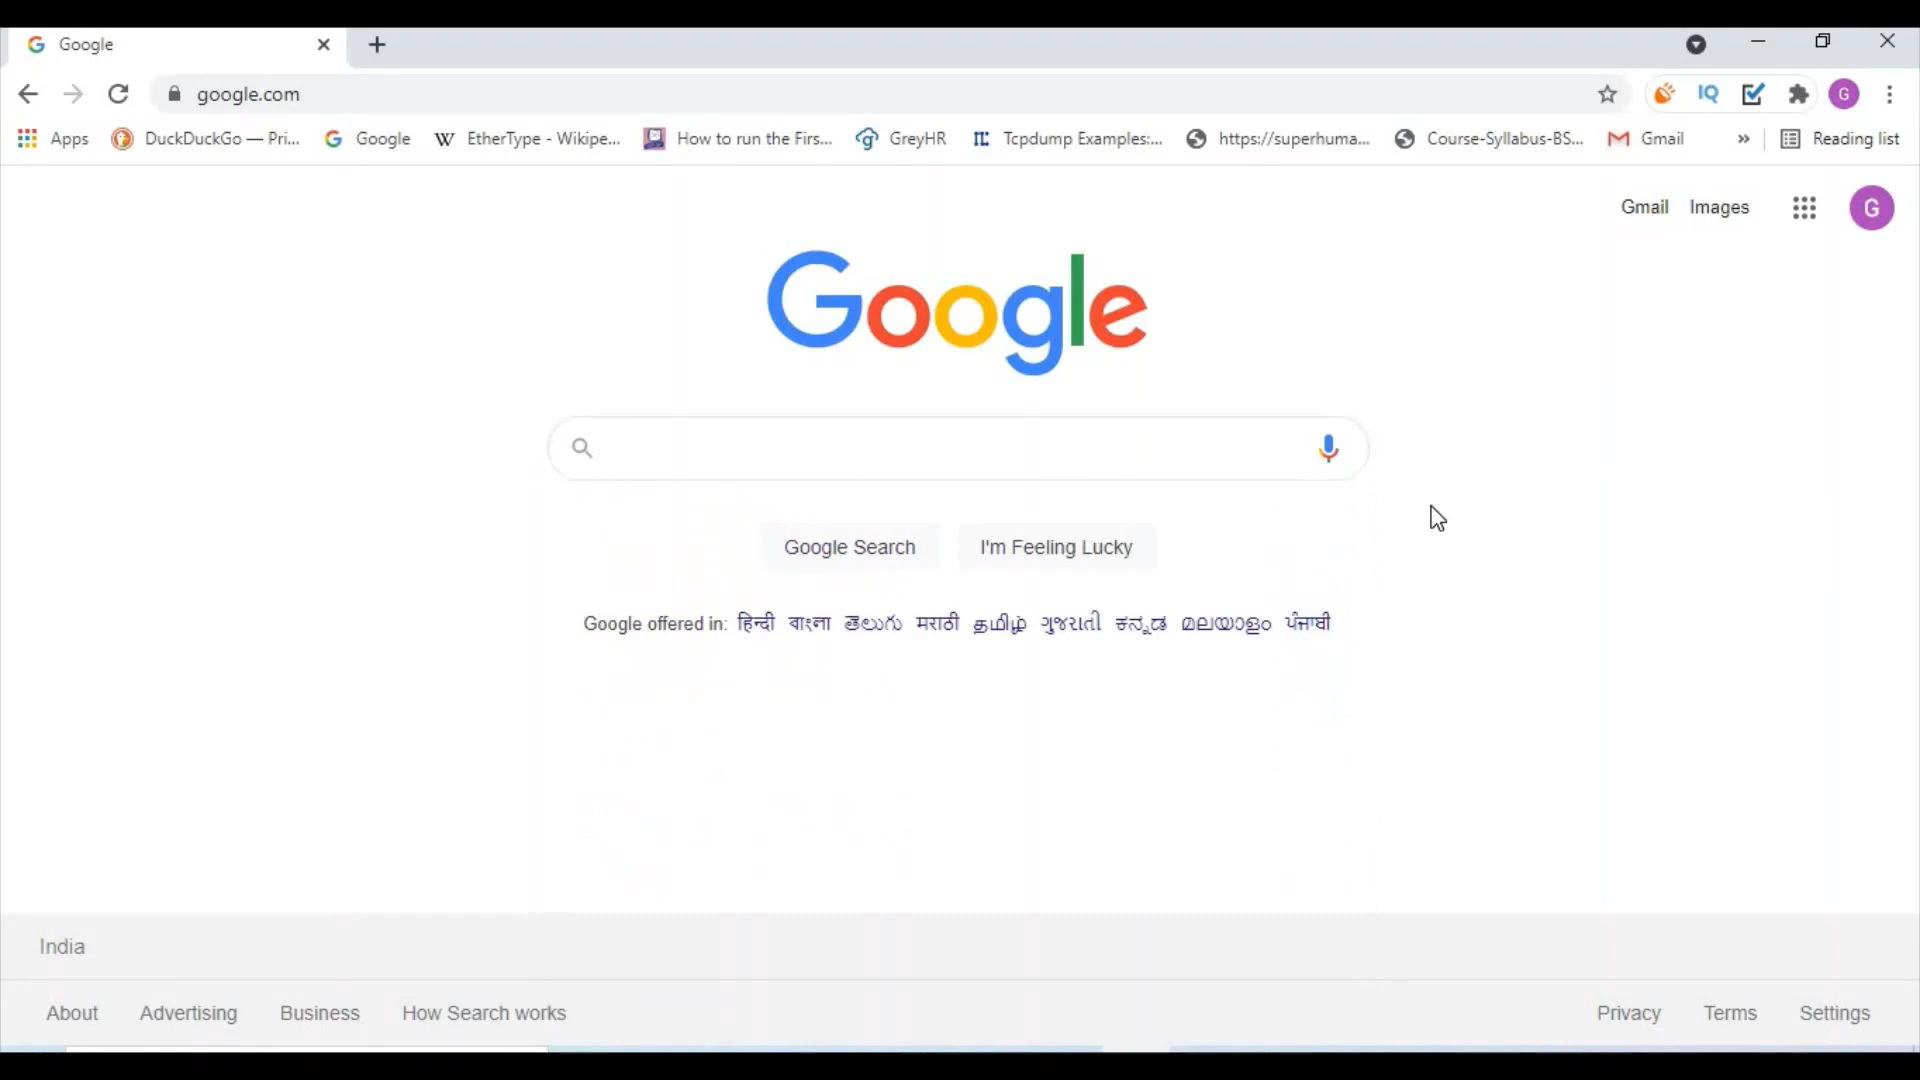 Google
google.com
IQ G
Apps DuckDuckGo — Pri... Google W EtherType - Wikipe... How to run the Firs... GreyHR Tcpdump Examples:... https://superhuma... Course-Syllabus-BS... Gmail » Reading list
Gmail Images G
Google
Google Search I'm Feeling Lucky
Google offered in: हिन्दी বাংলা తెలుగు मराठी தமிழ் ગુજરાતી ಕನ್ನಡ മലയാളം ਪੰਜਾਬੀ
India
About Advertising Business How Search works Privacy Terms Settings